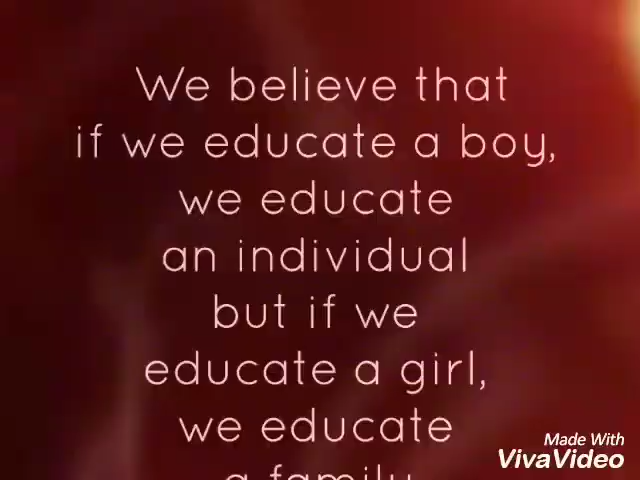 We believe that
if we educate a boy,
we educate
an individual
but if we
educate a girl,
we educate
a family
Made With
VivaVideo